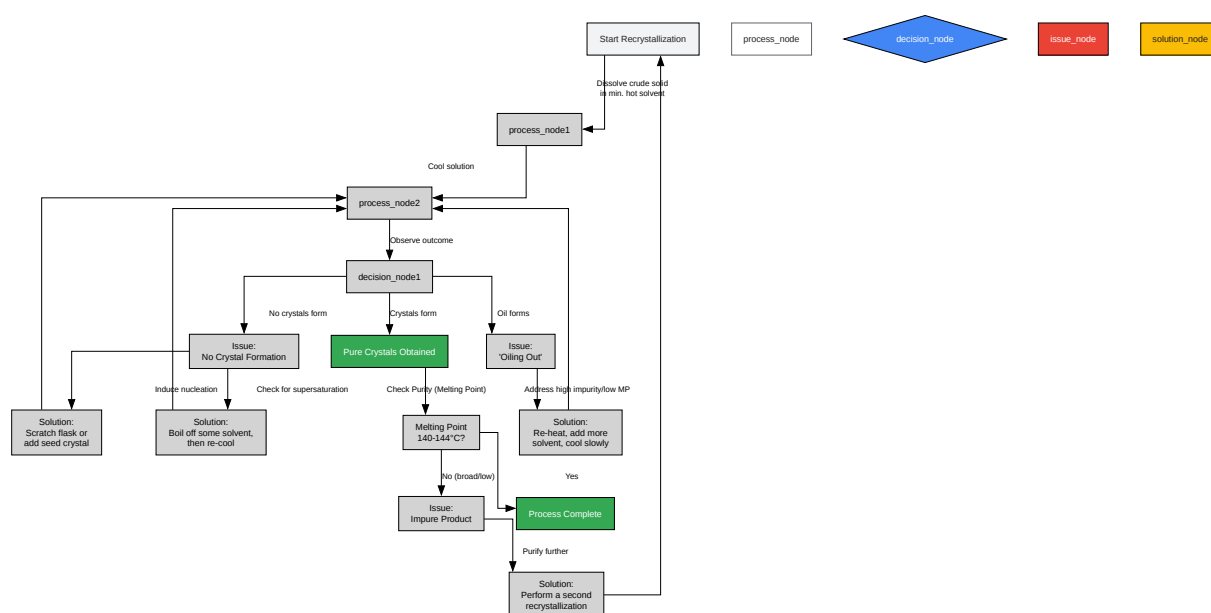 Start Recrystallization
process_node
decision_node
issue_node
solution_node
Dissolve crude solid
in min. hot solvent
process_node1
Cool solution
process_node2
Observe outcome
decision_node1
No crystals form
Crystals form
Oil forms
Issue:
No Crystal Formation
Pure Crystals Obtained
Issue:
'Oiling Out'
Induce nucleation
Check for supersaturation
Check Purity (Melting Point)
Address high impurity/low MP
Solution:
Scratch flask or
add seed crystal
Solution:
Boil off some solvent,
then re-cool
Melting Point
140-144°C?
Solution:
Re-heat, add more
solvent, cool slowly
No (broad/low)
Yes
Issue:
Impure Product
Process Complete
Purify further
Solution:
Perform a second
recrystallization